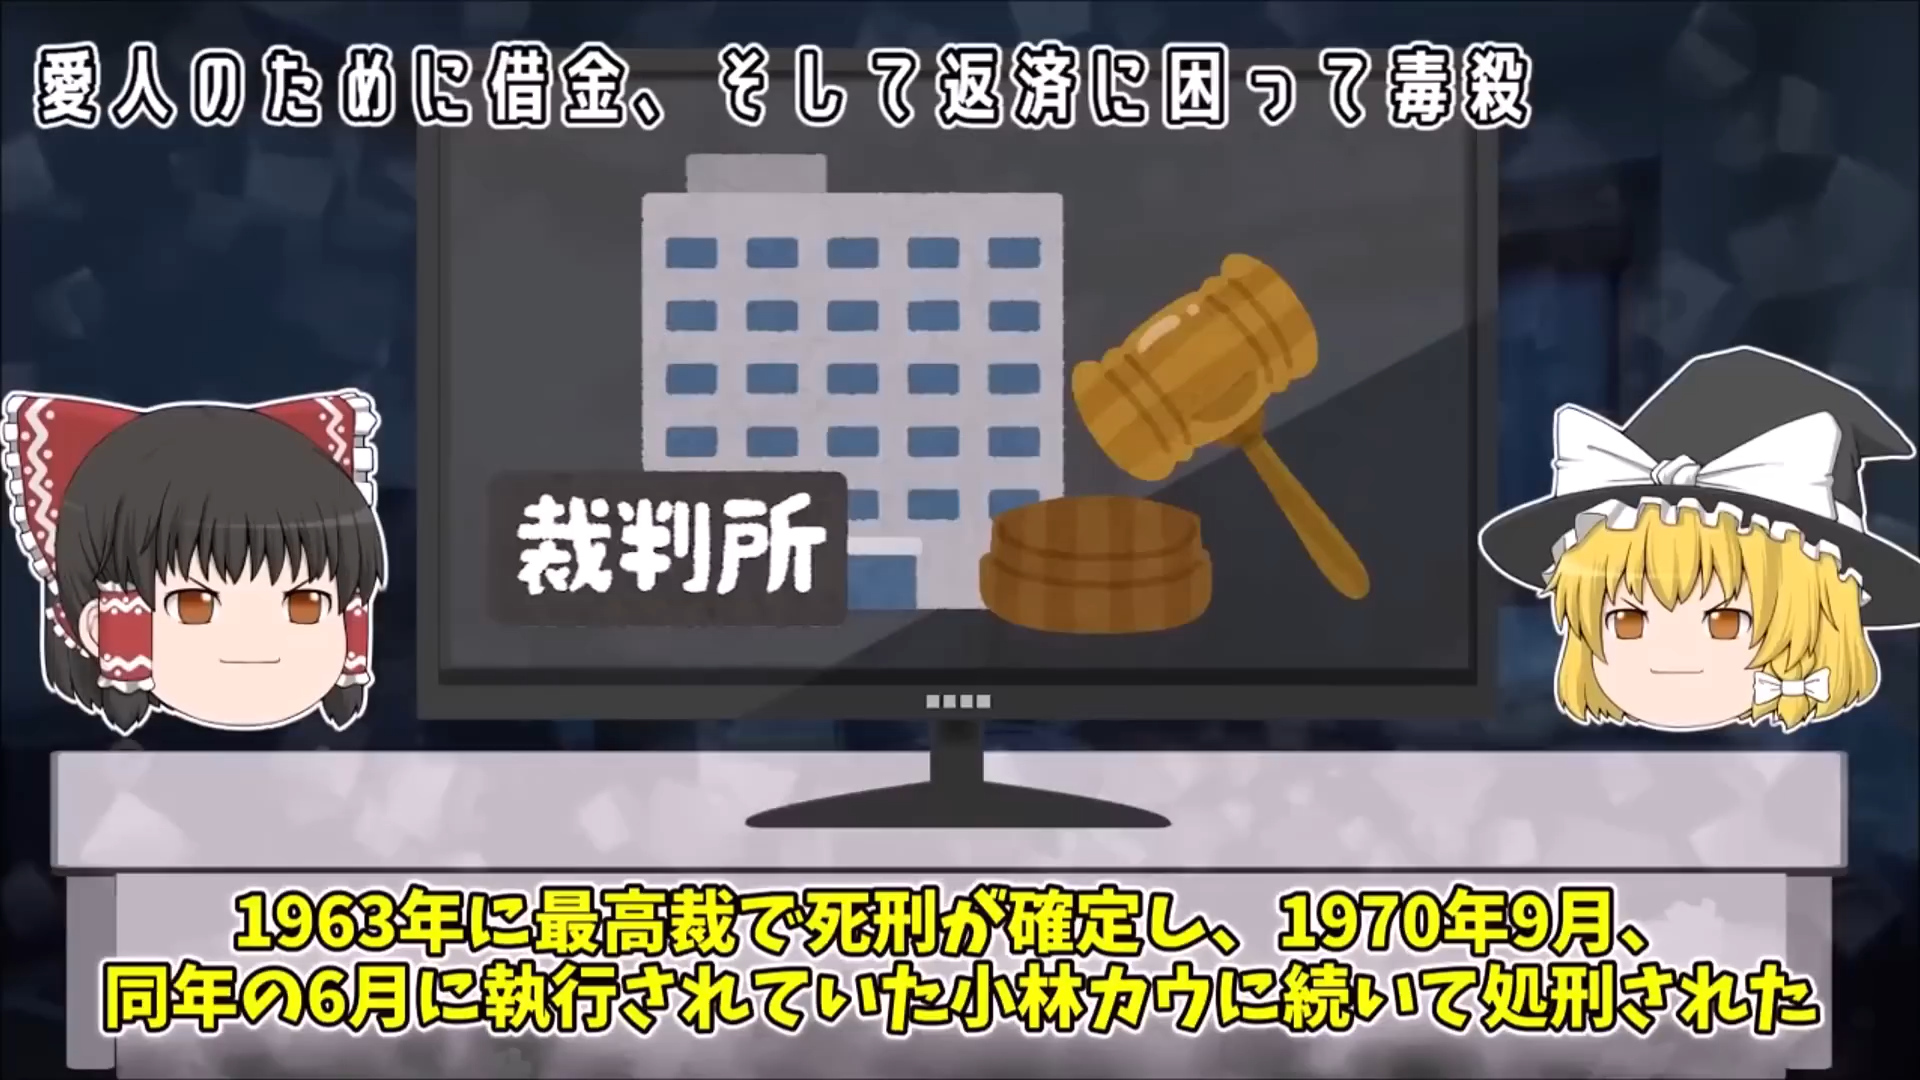 愛人のために借金、そして返済に困って毒殺
裁判所
1963年に最高裁で死刑が確定し、1970年9月、
同年の6月に執行されていた小林カウに続いて処刑された